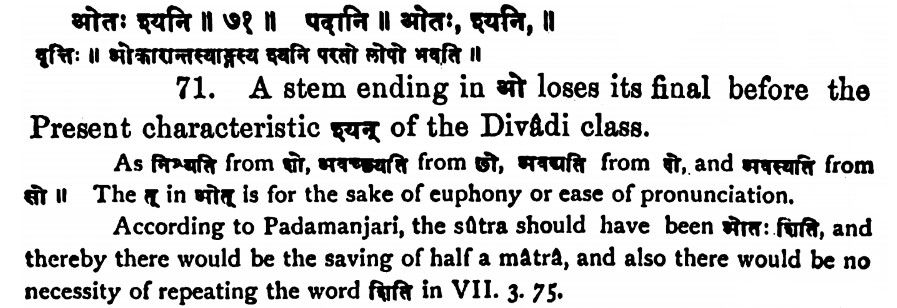 ओतः श्यनि ॥ ७१ ॥ पदानि ॥ ओतः, श्यनि, ॥
वृत्तिः ॥ ओकारान्तस्याङ्गस्य श्यनि परतो लोपो भवति ॥
71. A stem ending in ओ loses its final before the
Present characteristic श्यन् of the Divâdi class.
As निश्यति from शो, अवच्छ्यति from छो, अवद्यति from दो, and अवस्यति from
सो ॥ The त् in ओत् is for the sake of euphony or ease of pronunciation.
According to Padamanjari, the sûtra should have been ओतः शिति, and
thereby there would be the saving of half a mâtrâ, and also there would be no
necessity of repeating the word शिति in VII. 3. 75.